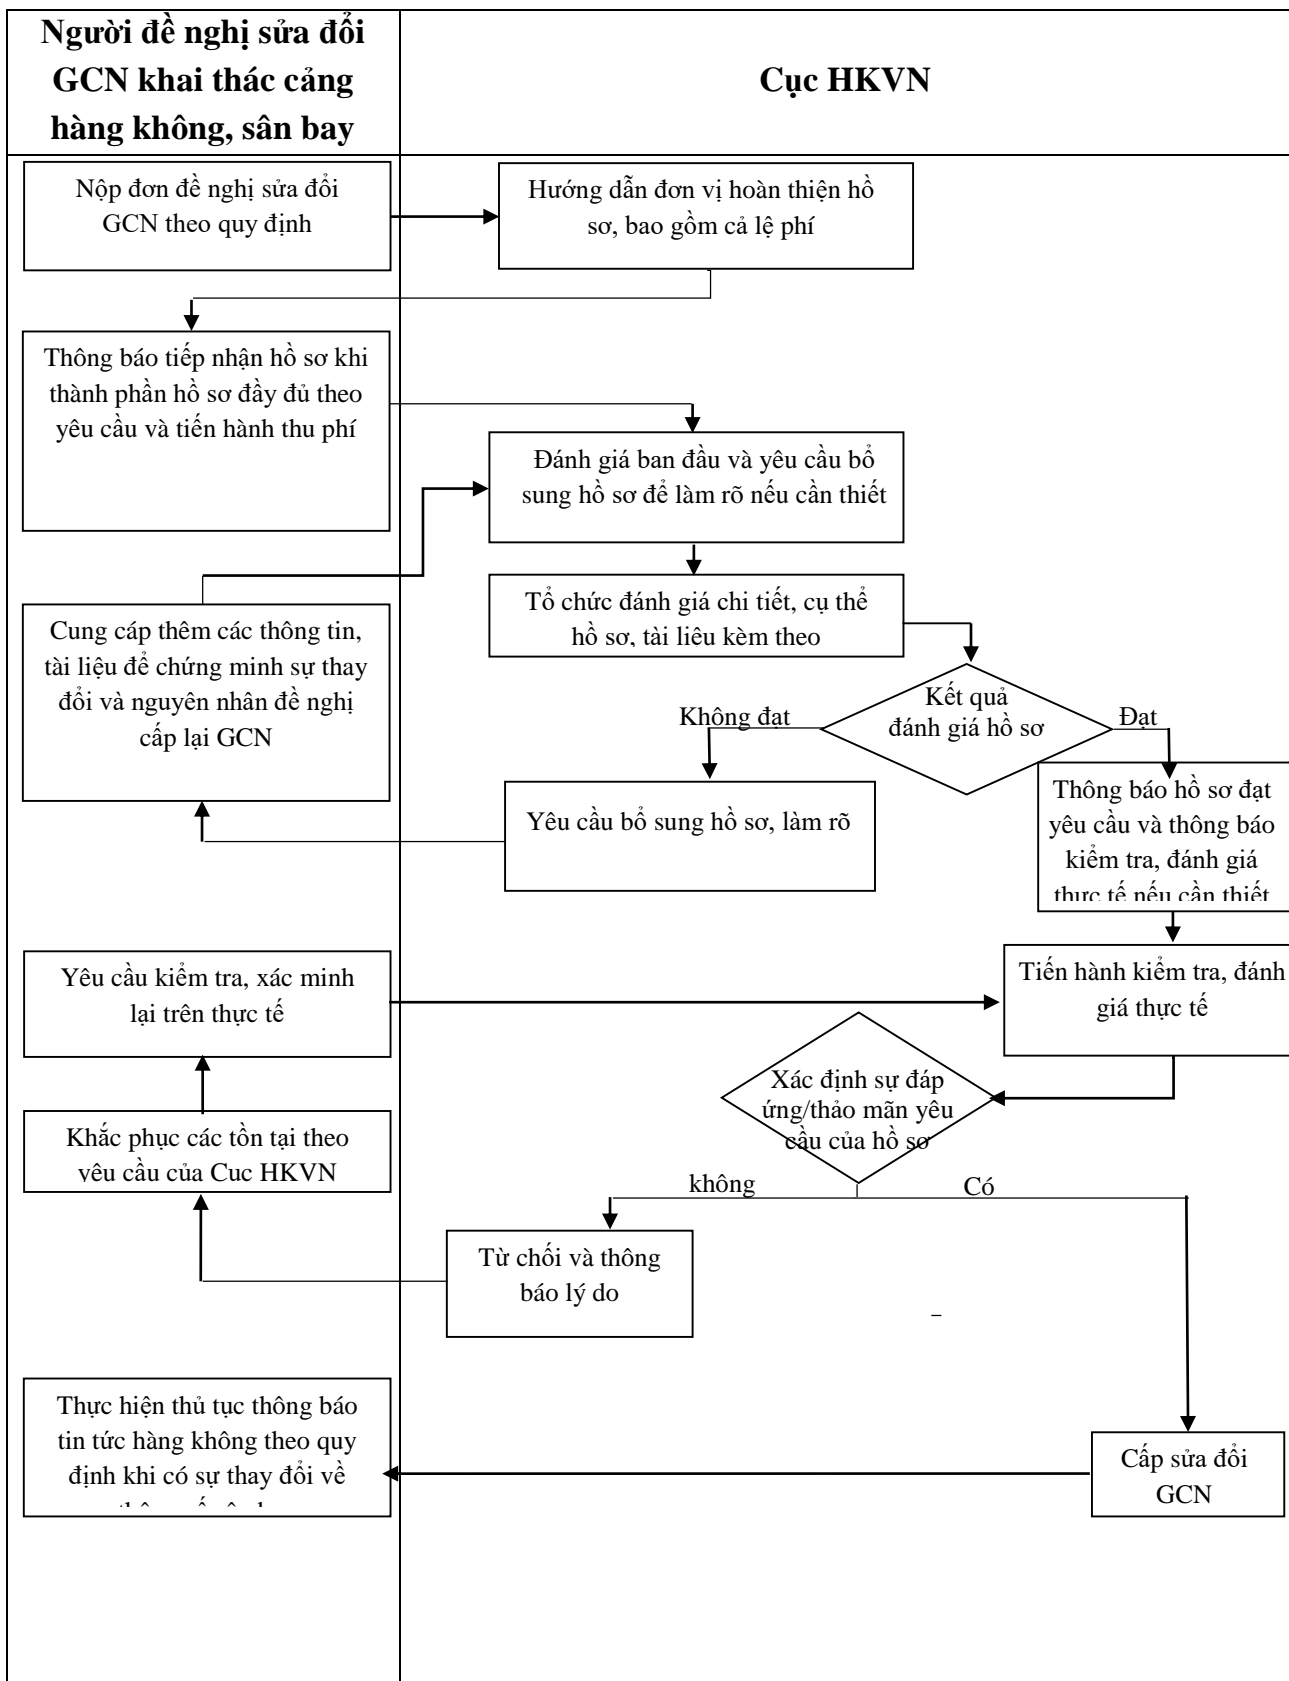 Người đề nghị sửa đổi
GCN khai thác cảng
hàng không, sân bay
Cục HKVN
Nộp đơn đề nghị sửa đổi
GCN theo quy định
Hướng dẫn đơn vị hoàn thiện hồ
sơ, bao gồm cả lệ phí
Thông báo tiếp nhận hồ sơ khi
thành phần hồ sơ đầy đủ theo
yêu cầu và tiến hành thu phí
Đánh giá ban đầu và yêu cầu bổ
sung hồ sơ để làm rõ nếu cần thiết
Tổ chức đánh giá chi tiết, cụ thể
hồ sơ, tài liêu kèm theo
Cung cáp thêm các thông tin,
tài liệu để chứng minh sự thay
đổi và nguyên nhân đề nghị
cấp lại GCN
Kết quả
đánh giá hồ sơ
Không đạt
Đạt
Yêu cầu bổ sung hồ sơ, làm rõ
Thông báo hồ sơ đạt
yêu cầu và thông báo
kiểm tra, đánh giá
thực tế nếu cần thiết
Yêu cầu kiểm tra, xác minh
lại trên thực tế
Tiến hành kiểm tra, đánh
giá thực tế
Xác định sự đáp
ứng/thảo mãn yêu
cầu của hồ sơ
Khắc phục các tồn tại theo
yêu cầu của Cuc HKVN
không
Có
Từ chối và thông
báo lý do
–
Thực hiện thủ tục thông báo
tin tức hàng không theo quy
định khi có sự thay đổi về
Cấp sửa đổi
GCN